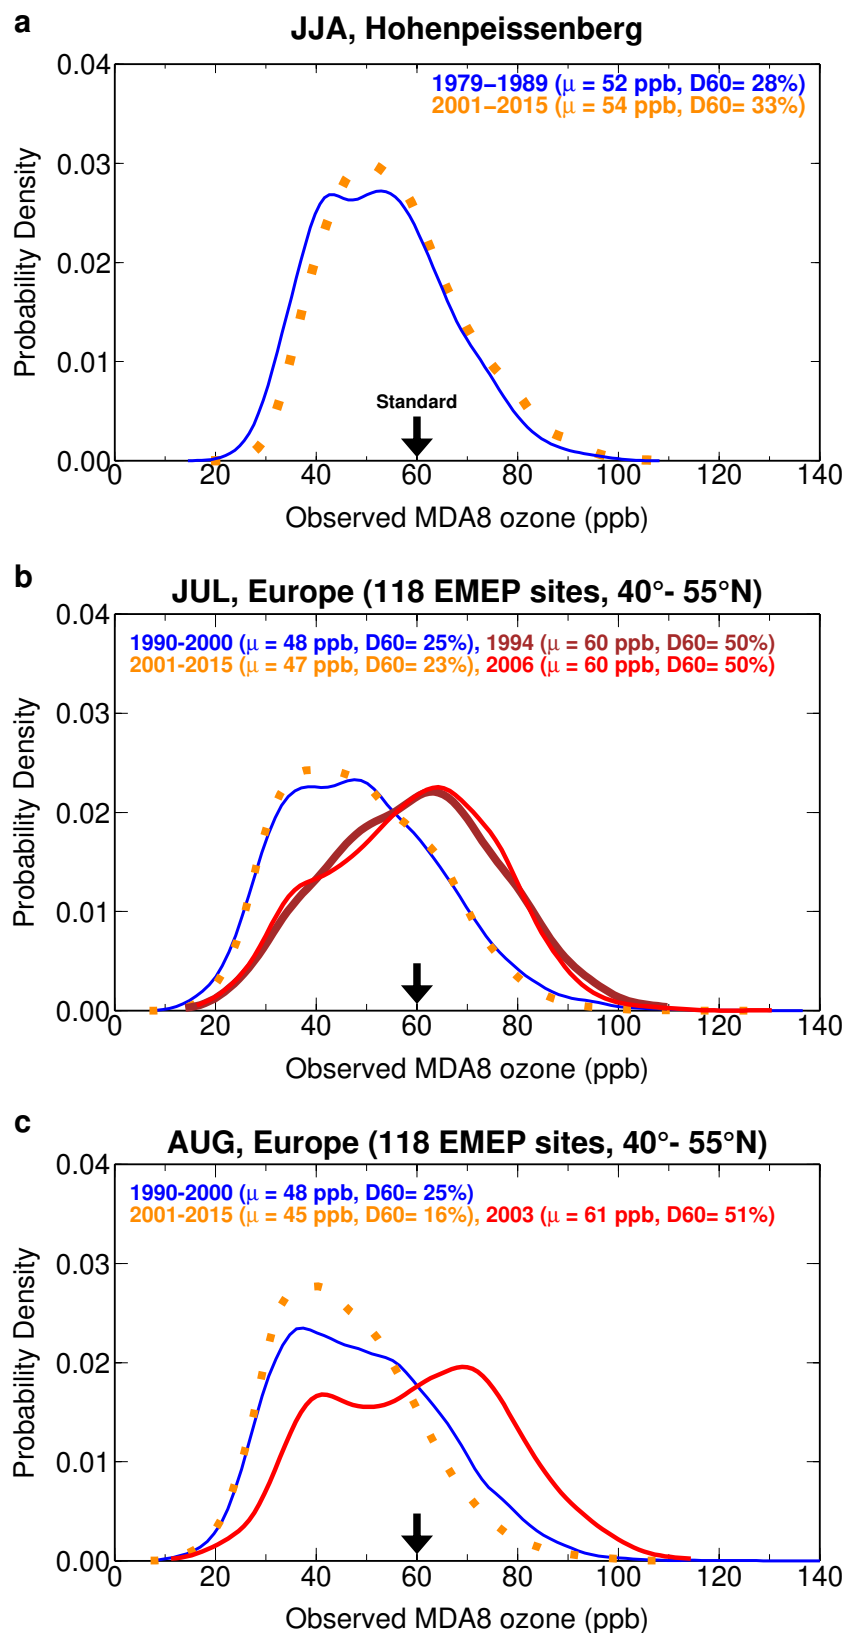 a
JJA, Hohenpeissenberg
1979−1989 (μ = 52 ppb, D60= 28%)
2001−2015 (μ = 54 ppb, D60= 33%)
0.04
0.03
0.02
0.01
0.00
Probability Density
Standard
0 20 40 60 80 100 120 140
Observed MDA8 ozone (ppb)
b
JUL, Europe (118 EMEP sites, 40°- 55°N)
1990-2000 (μ = 48 ppb, D60= 25%), 1994 (μ = 60 ppb, D60= 50%)
2001-2015 (μ = 47 ppb, D60= 23%), 2006 (μ = 60 ppb, D60= 50%)
0.04
0.03
0.02
0.01
0.00
Probability Density
0 20 40 60 80 100 120 140
Observed MDA8 ozone (ppb)
c
AUG, Europe (118 EMEP sites, 40°- 55°N)
1990-2000 (μ = 48 ppb, D60= 25%)
2001-2015 (μ = 45 ppb, D60= 16%), 2003 (μ = 61 ppb, D60= 51%)
0.04
0.03
0.02
0.01
0.00
Probability Density
0 20 40 60 80 100 120 140
Observed MDA8 ozone (ppb)